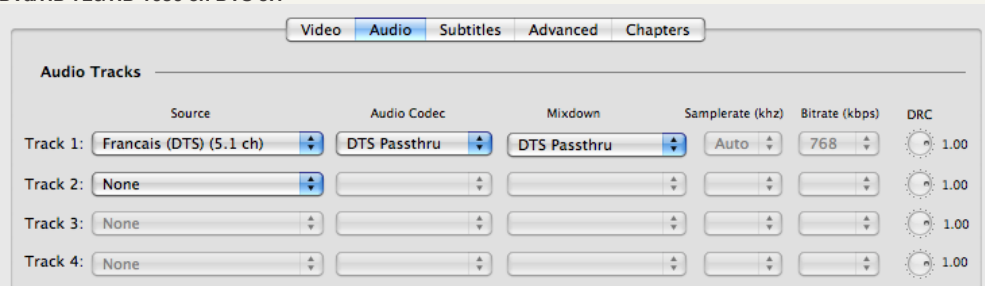 Video Audio Subtitles Advanced Chapters
Audio Tracks
Source Audio Codec Mixdown Samplerate (khz) Bitrate (kbps) DRC
Track 1: Francais (DTS) (5.1 ch) DTS Passthru DTS Passthru Auto 768 1.00
Track 2: None 1.00
Track 3: None 1.00
Track 4: None 1.00